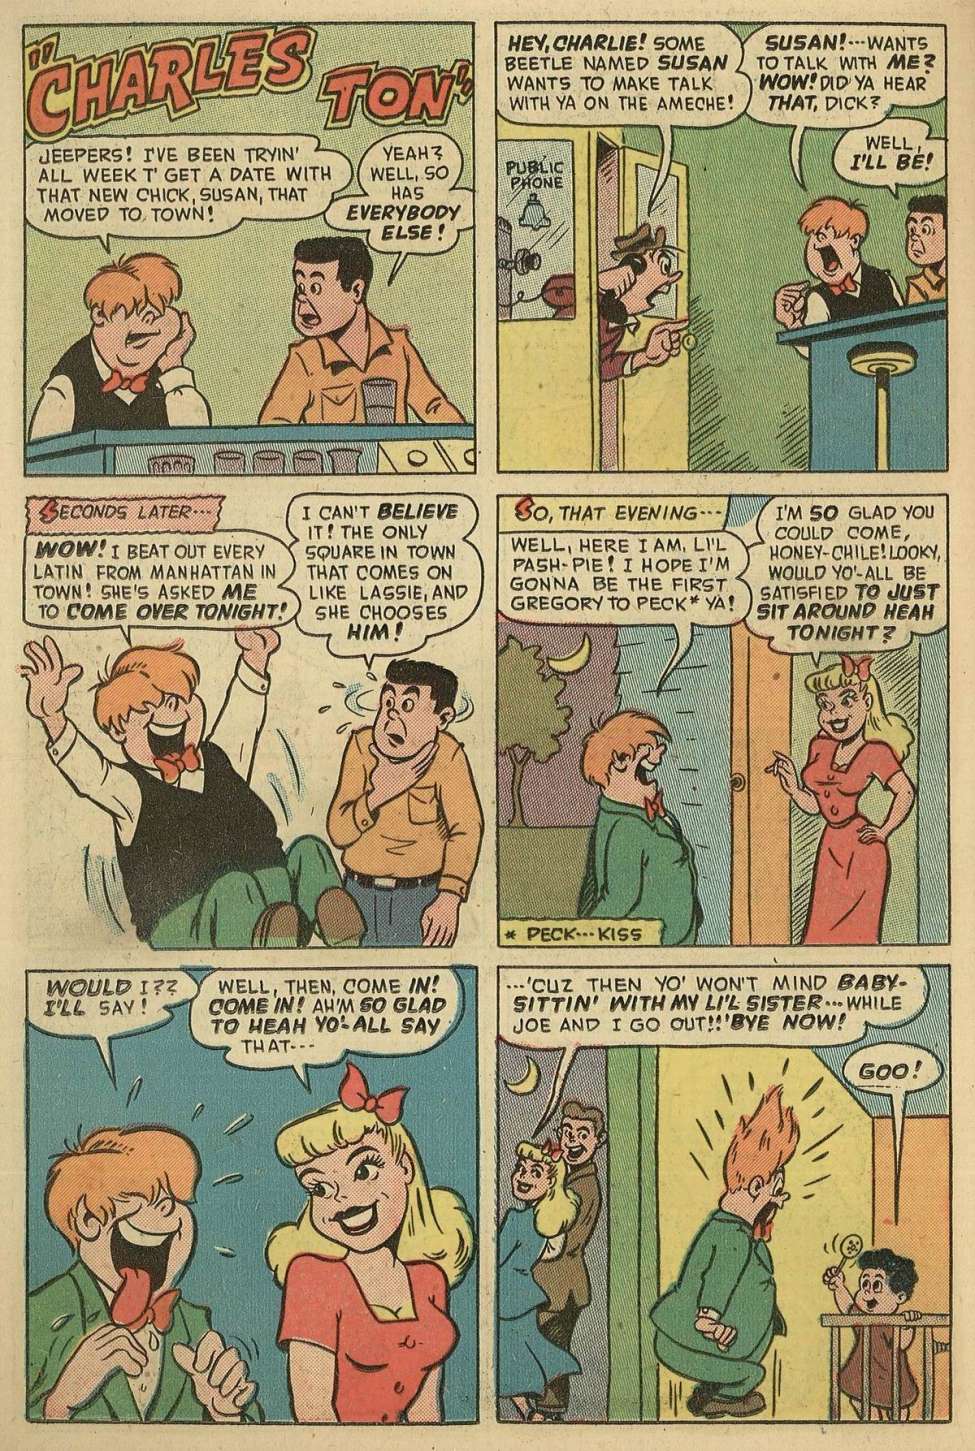 "CHARLES
TON"
JEEPERS! I'VE BEEN TRYIN'
ALL WEEK T' GET A DATE WITH
THAT NEW CHICK, SUSAN, THAT
MOVED TO TOWN!
YEAH?
WELL, SO
HAS
EVERYBODY
ELSE!
HEY, CHARLIE! SOME
BEETLE NAMED SUSAN
WANTS TO MAKE TALK
WITH YA ON THE AMECHE!
SUSAN!---WANTS
TO TALK WITH ME?
WOW! DID YA HEAR
THAT, DICK?
WELL,
I'LL BE!
PUBLIC
PHONE
SECONDS LATER---
WOW! I BEAT OUT EVERY
LATIN FROM MANHATTAN IN
TOWN! SHE'S ASKED ME
TO COME OVER TONIGHT!
I CAN'T BELIEVE
IT! THE ONLY
SQUARE IN TOWN
THAT COMES ON
LIKE LASSIE, AND
SHE CHOOSES
HIM!
SO, THAT EVENING---
WELL, HERE I AM, LI'L
PASH-PIE! I HOPE I'M
GONNA BE THE FIRST
GREGORY TO PECK* YA!
I'M SO GLAD YOU
COULD COME,
HONEY-CHILE! LOOKY,
WOULD YO'-ALL BE
SATISFIED TO JUST
SIT AROUND HEAH
TONIGHT?
* PECK---KISS
WOULD I??
I'LL SAY!
WELL, THEN, COME IN!
COME IN! AH'M SO GLAD
TO HEAH YO'-ALL SAY
THAT---
---'CUZ THEN YO' WON'T MIND BABY-
SITTIN' WITH MY LI'L SISTER---WHILE
JOE AND I GO OUT!! 'BYE NOW!
GOO!